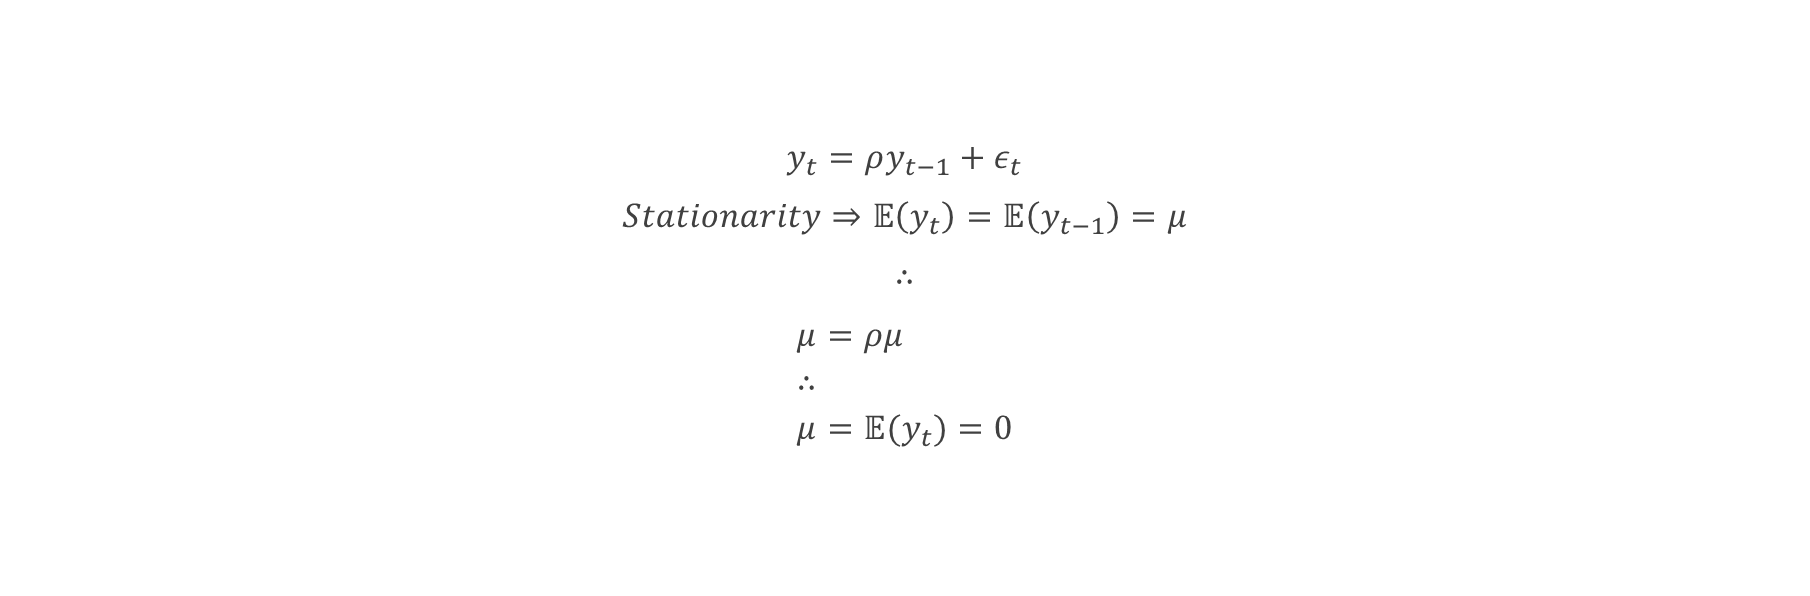 y_t = ρy_{t−1} + ϵ_t
Stationarity ⇒ 𝔼(y_t) = 𝔼(y_{t−1}) = μ
∴
μ = ρμ
∴
μ = 𝔼(y_t) = 0